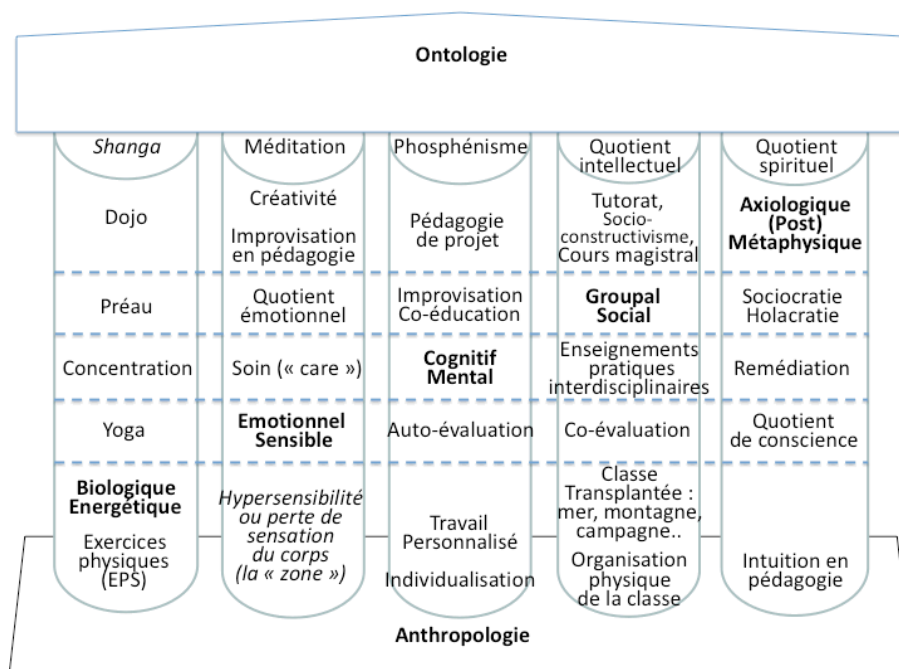 Ontologie
Shanga
Méditation
Phosphénisme
Quotient
intellectuel
Quotient
spirituel
Dojo
Créativité
Improvisation
en pédagogie
Pédagogie
de projet
Tutorat,
Socio-
constructivisme,
Cours magistral
Axiologique
(Post)
Métaphysique
Préau
Quotient
émotionnel
Improvisation
Co-éducation
Groupal
Social
Sociocratie
Holacratie
Concentration
Soin (« care »)
Cognitif
Mental
Enseignements
pratiques
interdisciplinaires
Remédiation
Yoga
Emotionnel
Sensible
Auto-évaluation
Co-évaluation
Quotient
de conscience
Biologique
Energétique
Exercices
physiques
(EPS)
Hypersensibilité
ou perte de
sensation
du corps
(la « zone »)
Travail
Personnalisé
Individualisation
Classe
Transplantée :
mer, montagne,
campagne..
Organisation
physique
de la classe
Intuition en
pédagogie
Anthropologie